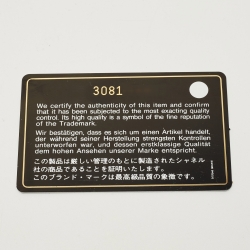 3081
We certify the authenticity of this item and confirm
that it has been subjected to the most exacting quality
control. Its high quality is a symbol of the fine reputation
of the Trademark.
Wir bestätigen, dass es sich um einen Artikel handelt,
der während seiner Herstellung strengsten Kontrollen
unterworfen war, und dessen erstklassige Qualität
dem hohen Ansehen unserer Marke entspricht.
この製品は厳しい管理のもとに製造されたシャネル
社の商品であることを証明いたします。
このブランド・マークは最高級品質の象徴です。